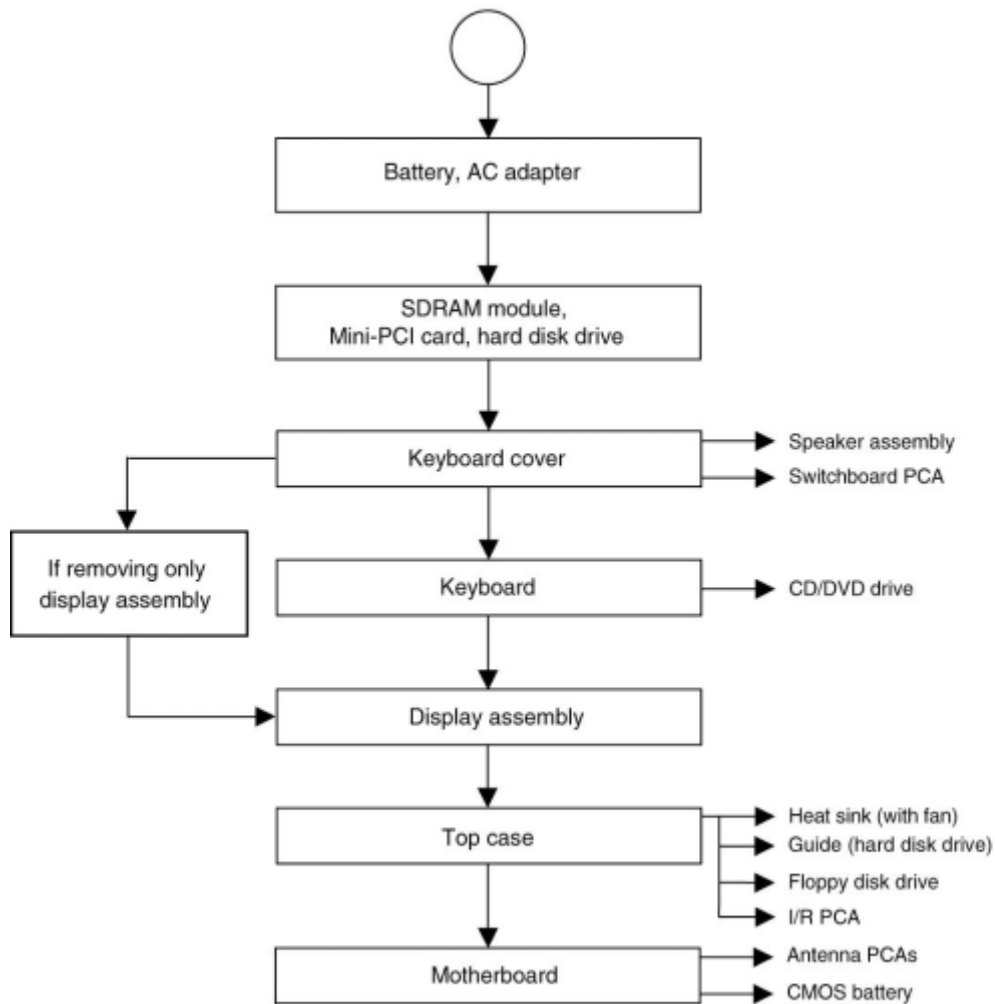 Battery, AC adapter
SDRAM module,
Mini-PCI card, hard disk drive
Keyboard cover
Speaker assembly
Switchboard PCA
If removing only
display assembly
Keyboard
CD/DVD drive
Display assembly
Top case
Heat sink (with fan)
Guide (hard disk drive)
Floppy disk drive
I/R PCA
Motherboard
Antenna PCAs
CMOS battery